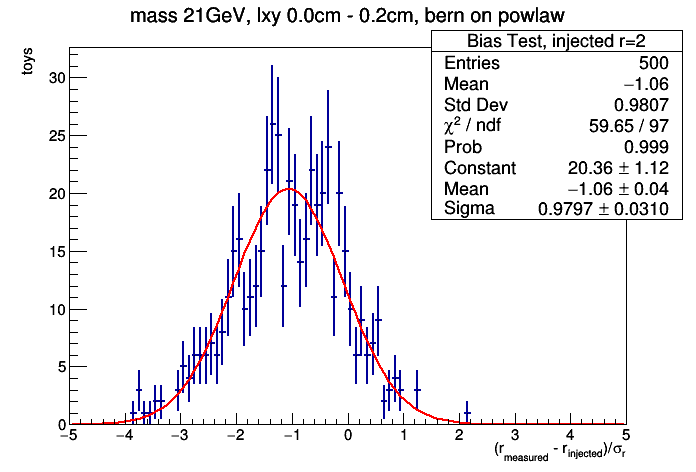 mass 21GeV, lxy 0.0cm - 0.2cm, bern on powlaw
toys
Bias Test, injected r=2
Entries 500
Mean −1.06
Std Dev 0.9807
χ² / ndf 59.65 / 97
Prob 0.999
Constant 20.36 ± 1.12
Mean −1.06 ± 0.04
Sigma 0.9797 ± 0.0310
30
25
20
15
10
5
0
−5 −4 −3 −2 −1 0 1 2 3 4 5
(r_measured - r_injected)/σ_r